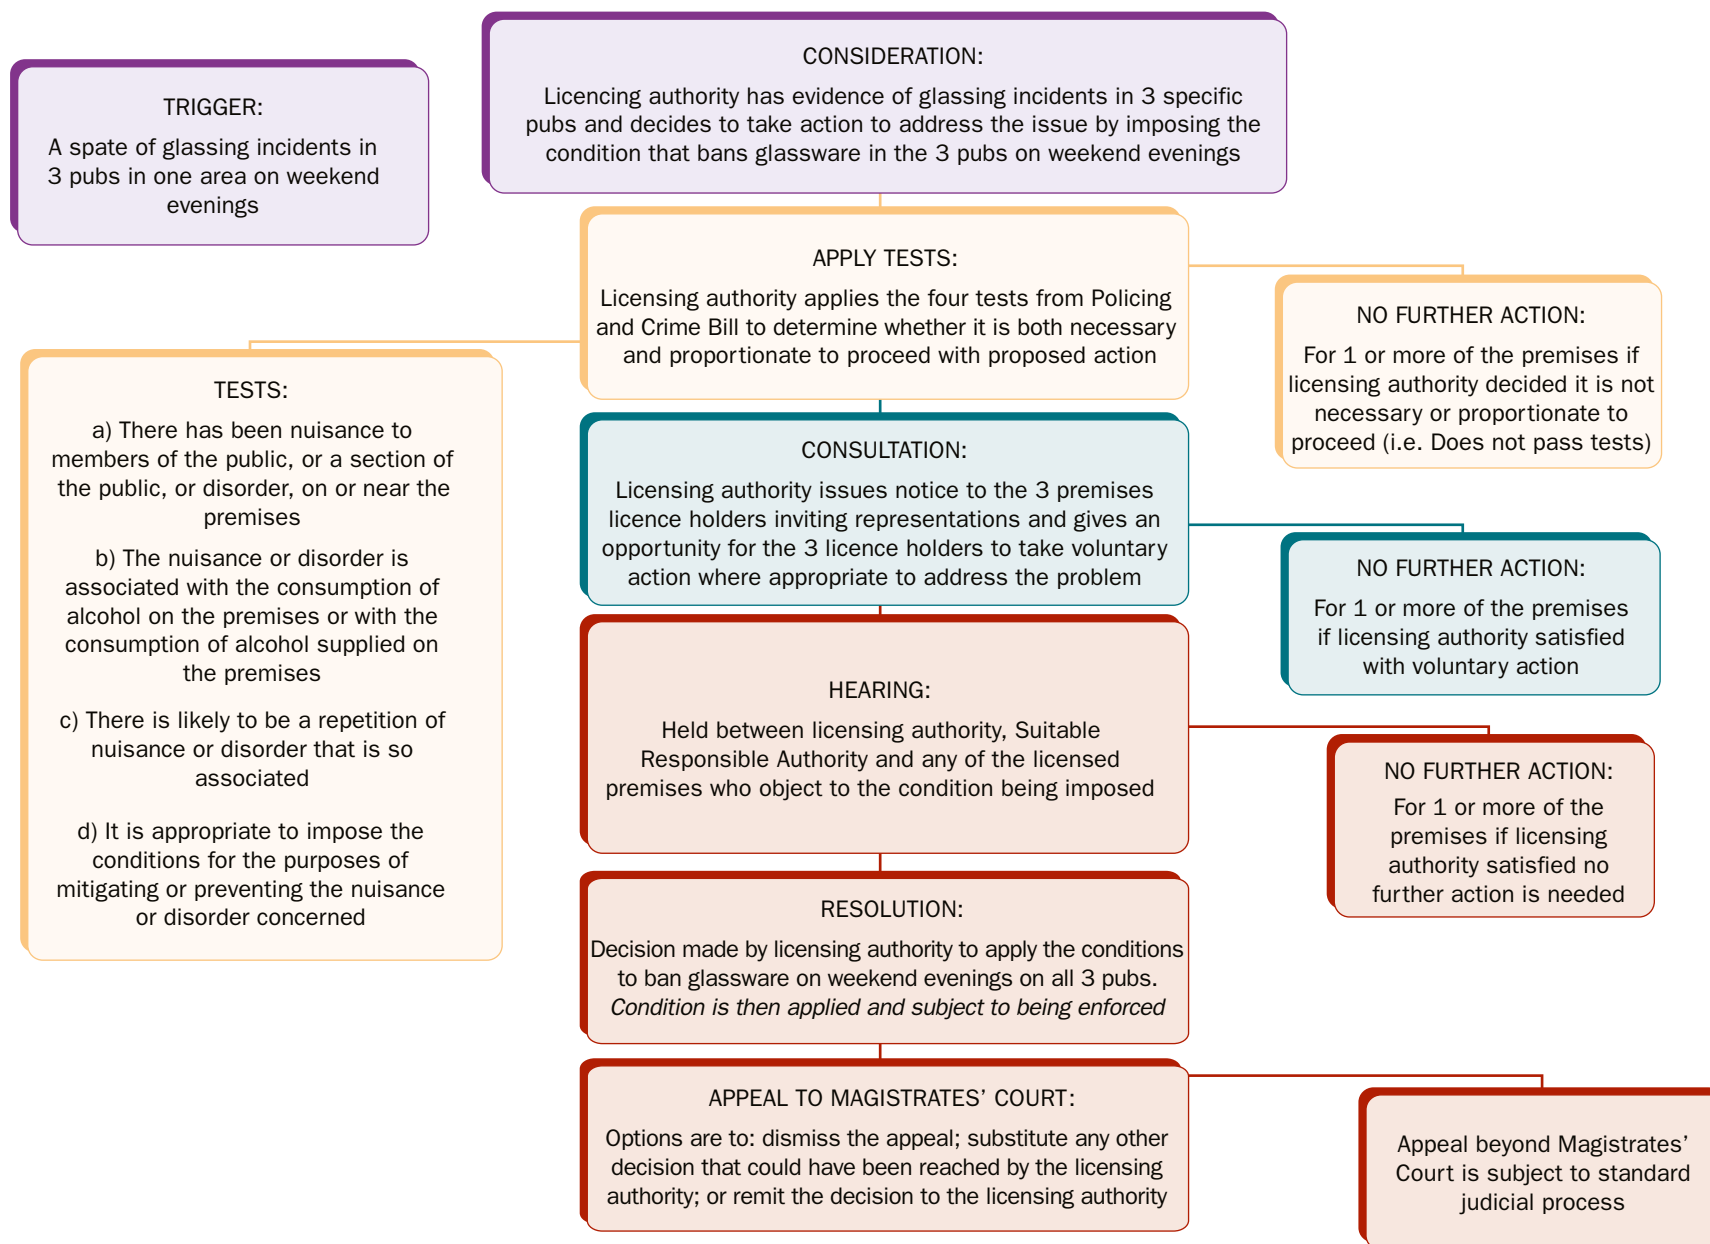 TRIGGER:
A spate of glassing incidents in
3 pubs in one area on weekend
evenings
CONSIDERATION:
Licencing authority has evidence of glassing incidents in 3 specific
pubs and decides to take action to address the issue by imposing the
condition that bans glassware in the 3 pubs on weekend evenings
APPLY TESTS:
Licensing authority applies the four tests from Policing
and Crime Bill to determine whether it is both necessary
and proportionate to proceed with proposed action
NO FURTHER ACTION:
For 1 or more of the premises if
licensing authority decided it is not
necessary or proportionate to
proceed (i.e. Does not pass tests)
TESTS:
a) There has been nuisance to
members of the public, or a section of
the public, or disorder, on or near the
premises
b) The nuisance or disorder is
associated with the consumption of
alcohol on the premises or with the
consumption of alcohol supplied on
the premises
c) There is likely to be a repetition of
nuisance or disorder that is so
associated
d) It is appropriate to impose the
conditions for the purposes of
mitigating or preventing the nuisance
or disorder concerned
CONSULTATION:
Licensing authority issues notice to the 3 premises
licence holders inviting representations and gives an
opportunity for the 3 licence holders to take voluntary
action where appropriate to address the problem
NO FURTHER ACTION:
For 1 or more of the premises
if licensing authority satisfied
with voluntary action
HEARING:
Held between licensing authority, Suitable
Responsible Authority and any of the licensed
premises who object to the condition being imposed
NO FURTHER ACTION:
For 1 or more of the
premises if licensing
authority satisfied no
further action is needed
RESOLUTION:
Decision made by licensing authority to apply the conditions
to ban glassware on weekend evenings on all 3 pubs.
Condition is then applied and subject to being enforced
APPEAL TO MAGISTRATES’ COURT:
Options are to: dismiss the appeal; substitute any other
decision that could have been reached by the licensing
authority; or remit the decision to the licensing authority
Appeal beyond Magistrates’
Court is subject to standard
judicial process